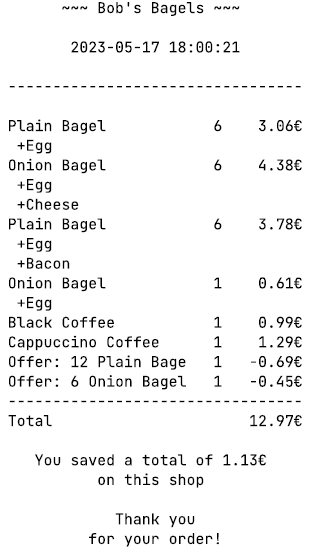 ~~~ Bob's Bagels ~~~
2023-05-17 18:00:21
---------------------------------
Plain Bagel            6    3.06€
 +Egg
Onion Bagel            6    4.38€
 +Egg
 +Cheese
Plain Bagel            6    3.78€
 +Egg
 +Bacon
Onion Bagel            1    0.61€
 +Egg
Black Coffee           1    0.99€
Cappuccino Coffee      1    1.29€
Offer: 12 Plain Bage   1   -0.69€
Offer: 6 Onion Bagel   1   -0.45€
---------------------------------
Total                      12.97€
You saved a total of 1.13€
on this shop
Thank you
for your order!